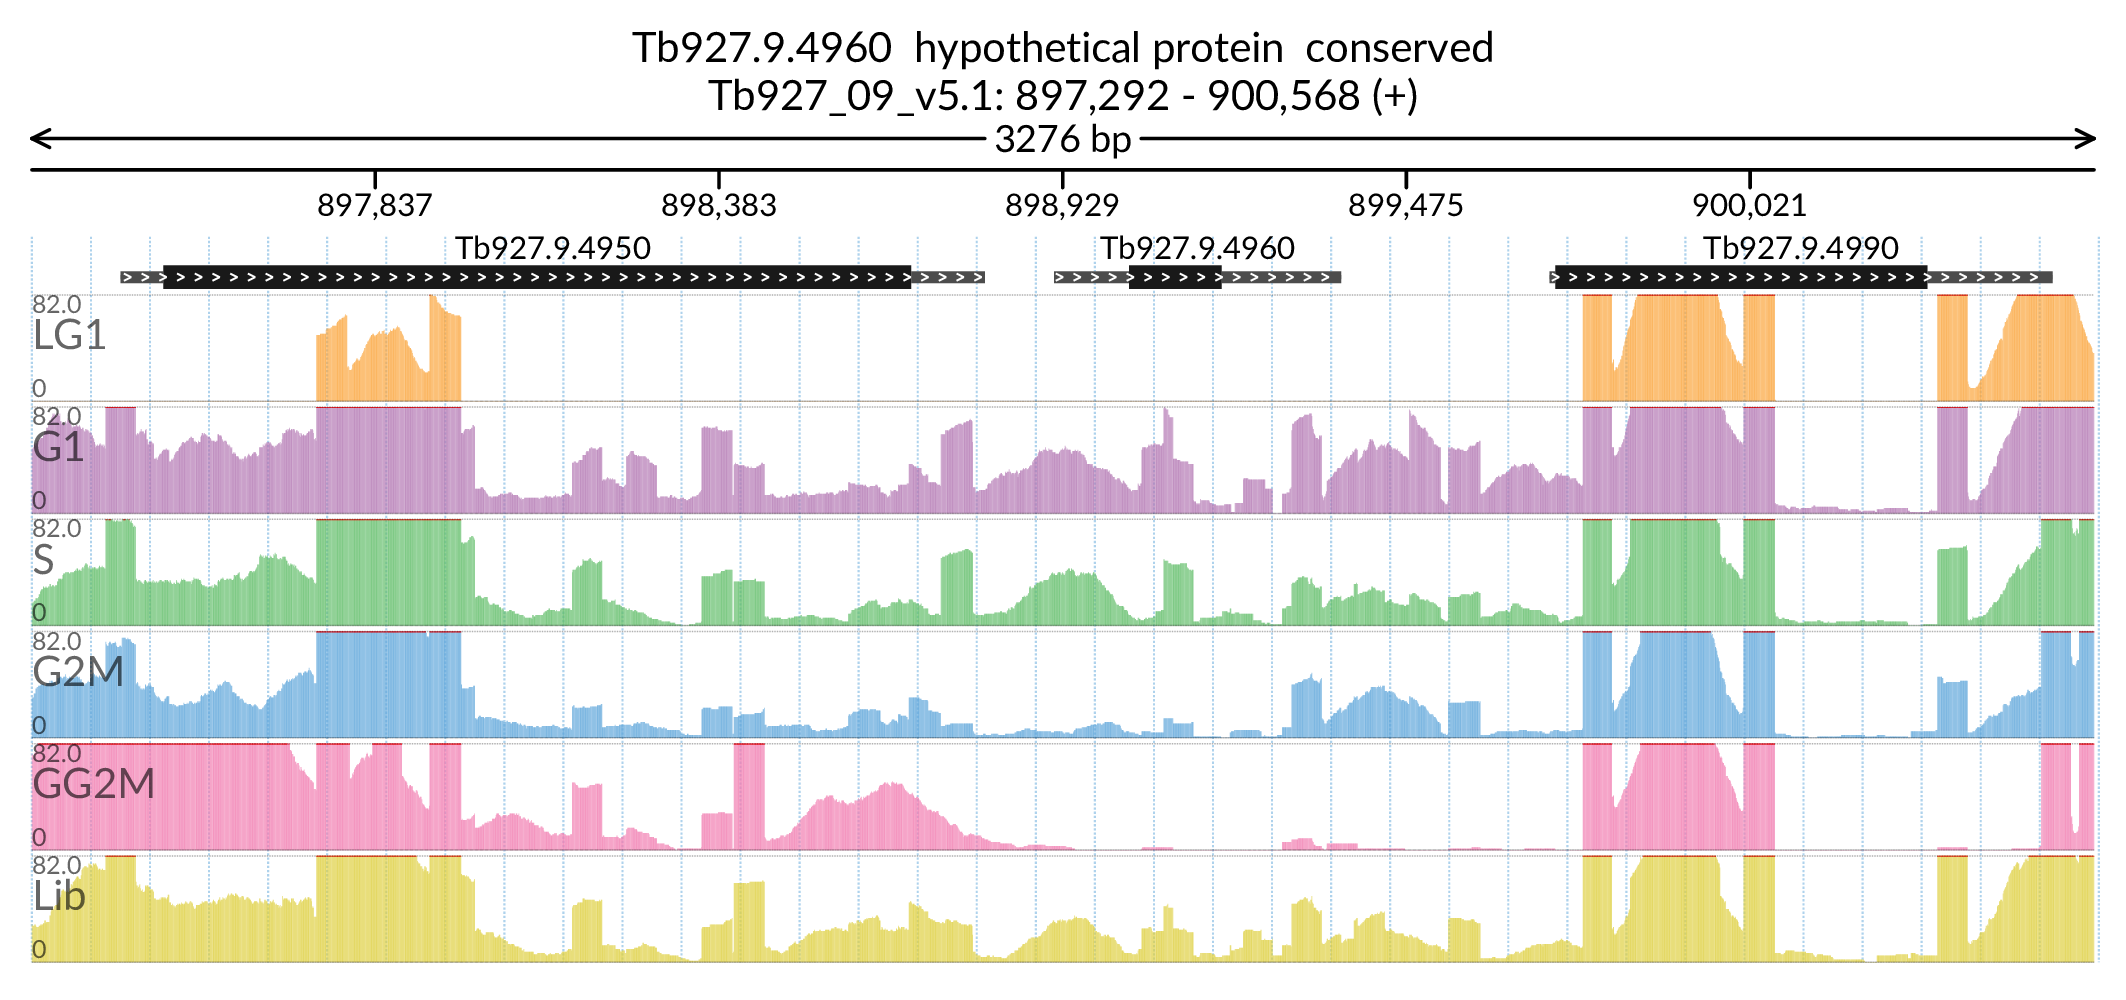 Tb927.9.4960  hypothetical protein  conserved
Tb927_09_v5.1: 897,292 - 900,568 (+)
3276 bp
897,837 898,383 898,929 899,475 900,021
Tb927.9.4950 Tb927.9.4960 Tb927.9.4990
82.0
LG1
0
82.0
G1
0
82.0
S
0
82.0
G2M
0
82.0
GG2M
0
82.0
Lib
0